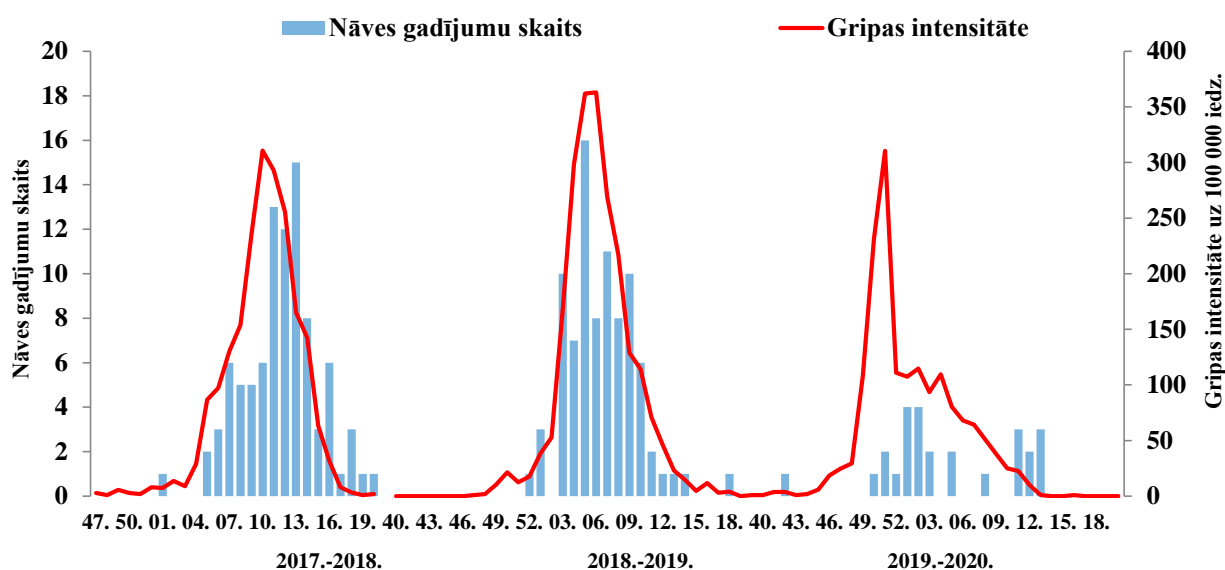 Nāves gadījumu skaits Gripas intensitāte
20 400
18 350
16 300
14 250
12 200
10 150
8 100
6 50
4 0
2
0
Nāves gadījumu skaits
Gripas intensitāte uz 100 000 iedz.
47. 50. 01. 04. 07. 10. 13. 16. 19. 40. 43. 46. 49. 52. 03. 06. 09. 12. 15. 18. 40. 43. 46. 49. 52. 03. 06. 09. 12. 15. 18.
2017.-2018. 2018.-2019. 2019.-2020.